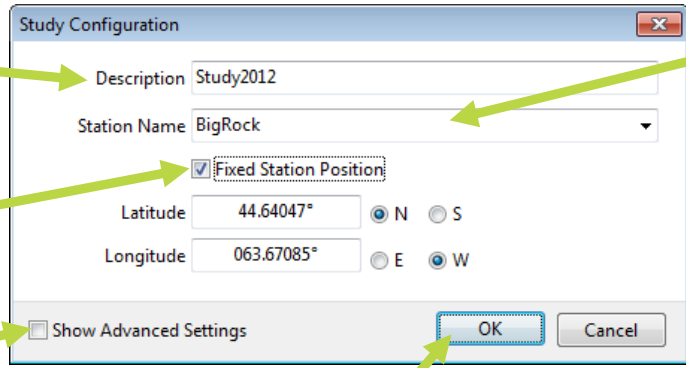 Study Configuration
Description Study2012
Station Name BigRock
Fixed Station Position
Latitude 44.64047° N S
Longitude 063.67085° E W
Show Advanced Settings OK Cancel